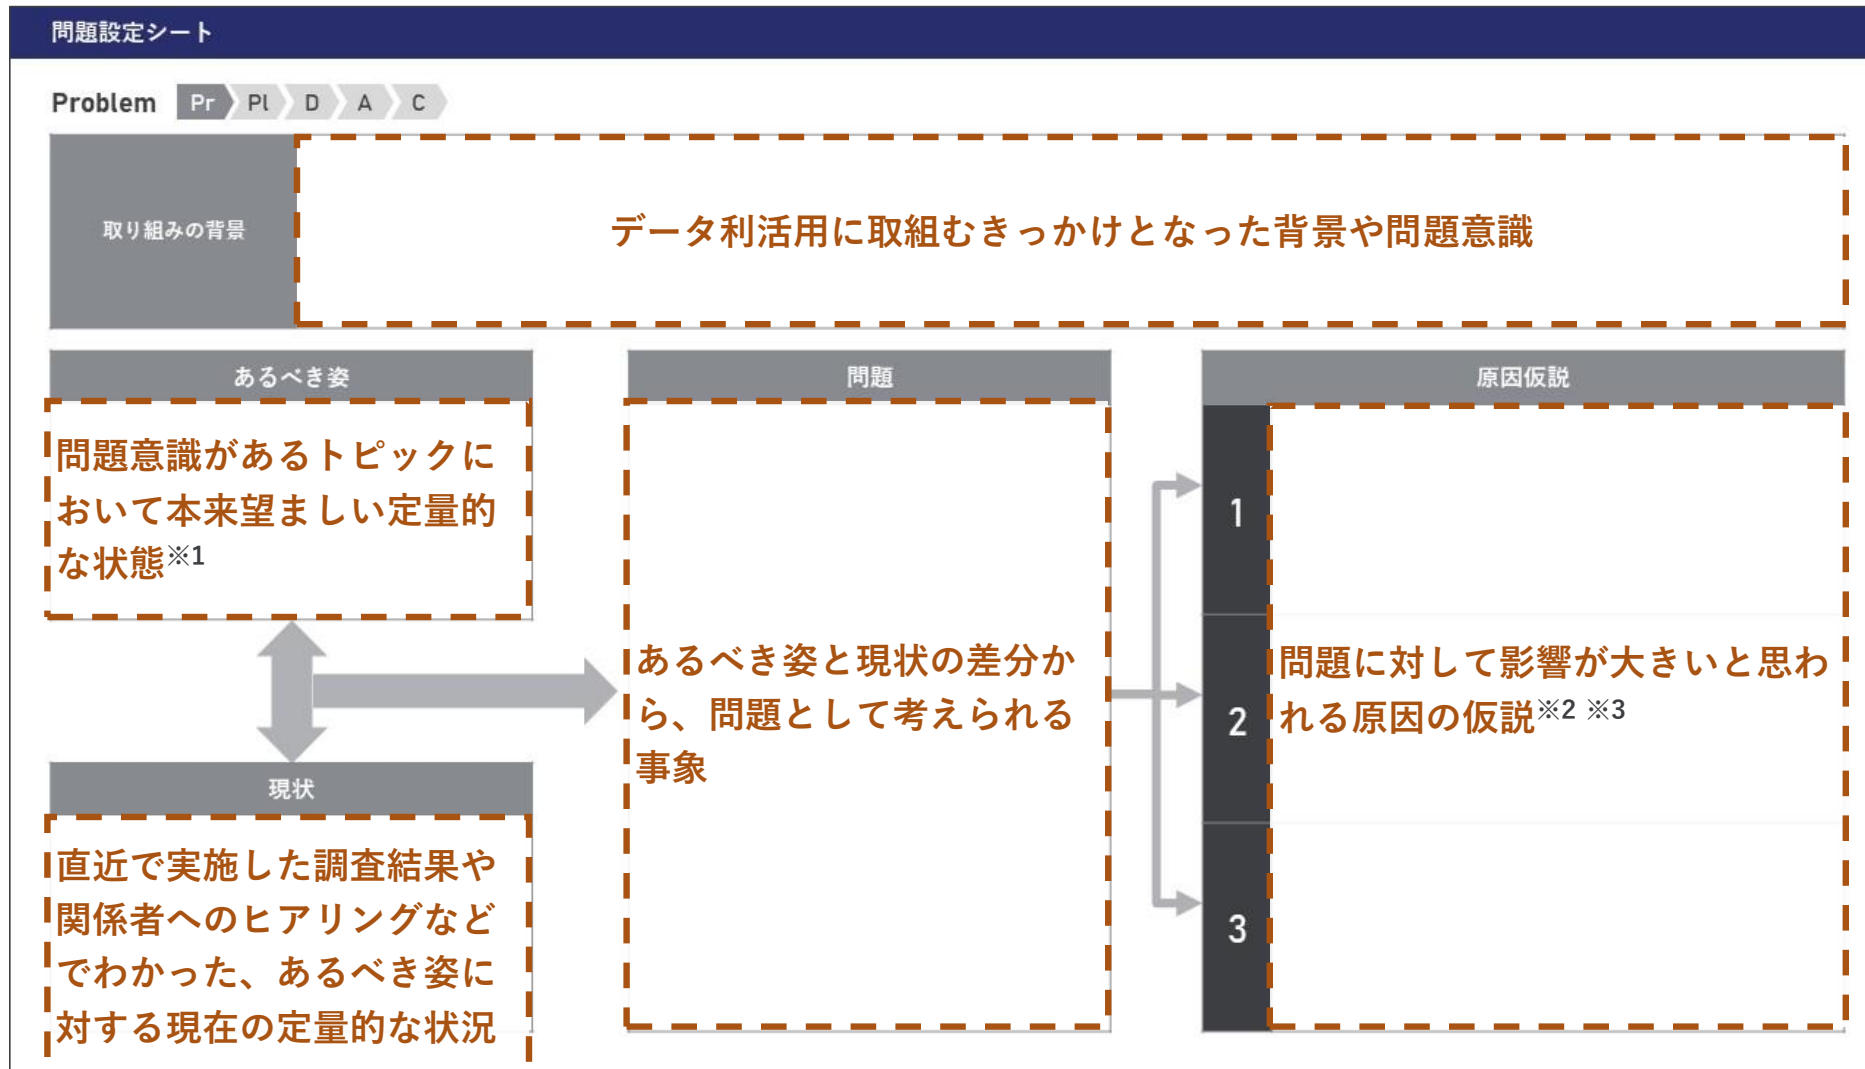 問題設定シート
Problem Pr Pl D A C
取り組みの背景
データ利活用に取組むきっかけとなった背景や問題意識
あるべき姿
問題意識があるトピックに
おいて本来望ましい定量的
な状態※1
現状
直近で実施した調査結果や
関係者へのヒアリングなど
でわかった、あるべき姿に
対する現在の定量的な状況
問題
あるべき姿と現状の差分か
ら、問題として考えられる
事象
原因仮説
1
2
3
問題に対して影響が大きいと思わ
れる原因の仮説※2 ※3